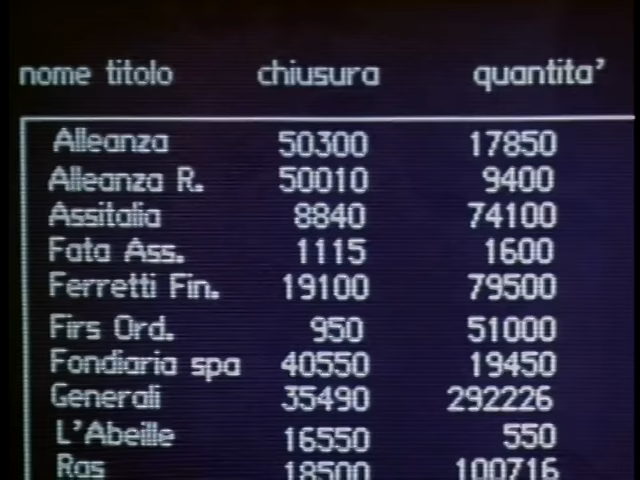 nome titolo chiusura quantita'
Alleanza 50300 17850
Alleanza R. 50010 9400
Assitalia 8840 74100
Fata Ass. 1115 1600
Ferretti Fin. 19100 79500
Firs Ord. 950 51000
Fondiaria spa 40550 19450
Generali 35490 292226
L'Abeille 16550 550
Ras 18500 100716